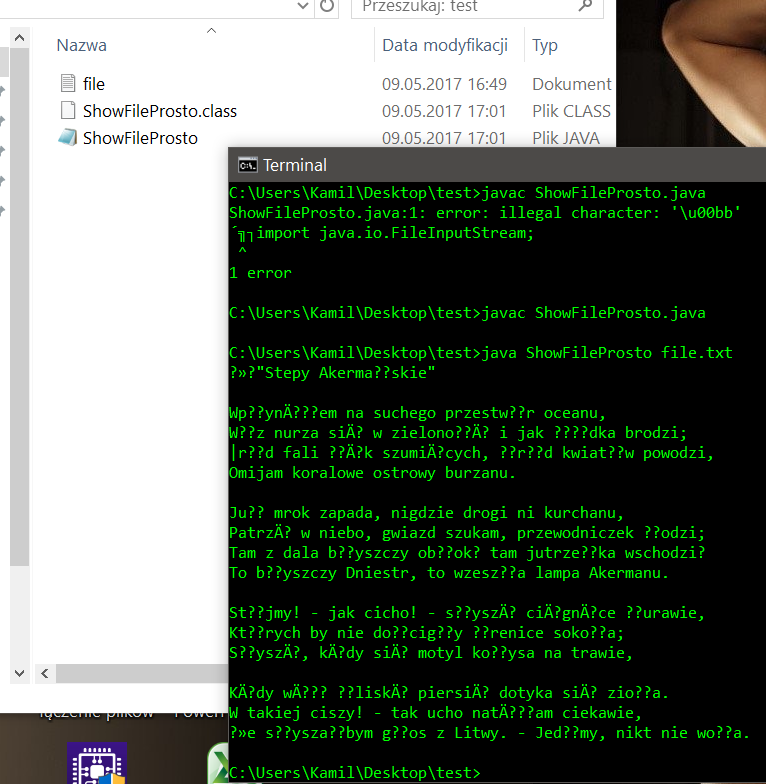 Przeszukaj: test
Nazwa
Data modyfikacji
Typ
file
09.05.2017 16:49
Dokument
ShowFileProsto.class
09.05.2017 17:01
Plik CLASS
ShowFileProsto
09.05.2017 17:01
Plik JAVA
Terminal
C:\Users\Kamil\Desktop\test>javac ShowFileProsto.java
ShowFileProsto.java:1: error: illegal character: '\u00bb'
´╗┐import java.io.FileInputStream;
^
1 error
C:\Users\Kamil\Desktop\test>javac ShowFileProsto.java
C:\Users\Kamil\Desktop\test>java ShowFileProsto file.txt
?»?"Stepy Akerma??skie"
Wp??ynÄ???em na suchego przestw??r oceanu,
W??z nurza siÄ? w zielono??Ä? i jak ????dka brodzi;
|r??d fali ??Ä?k szumiÄ?cych, ??r??d kwiat??w powodzi,
Omijam koralowe ostrowy burzanu.
Ju?? mrok zapada, nigdzie drogi ni kurchanu,
PatrzÄ? w niebo, gwiazd szukam, przewodniczek ??odzi;
Tam z dala b??yszczy ob??ok? tam jutrze??ka wschodzi?
To b??yszczy Dniestr, to wzesz??a lampa Akermanu.
St??jmy! - jak cicho! - s??yszÄ? ciÄ?gnÄ?ce ??urawie,
Kt??rych by nie do??cig??y ??renice soko??a;
S??yszÄ?, kÄ?dy siÄ? motyl ko??ysa na trawie,
KÄ?dy wÄ??? ??liskÄ? piersiÄ? dotyka siÄ? zio??a.
W takiej ciszy! - tak ucho natÄ???am ciekawie,
?»e s??ysza??bym g??os z Litwy. - Jed??my, nikt nie wo??a.
C:\Users\Kamil\Desktop\test>